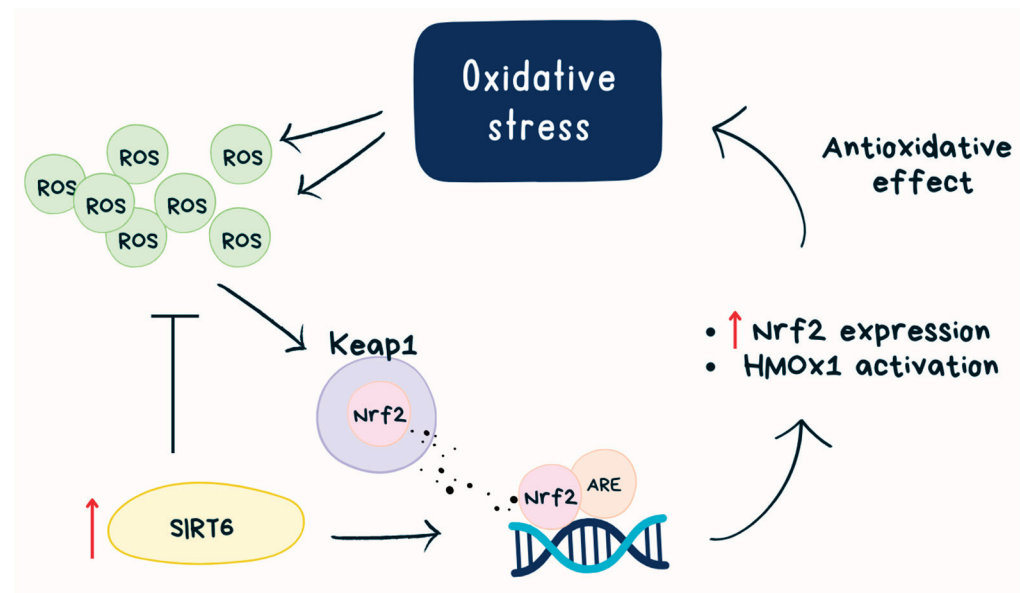 Oxidative
stress
ROS
ROS
ROS
ROS
ROS
ROS
ROS
Antioxidative
effect
Keap1
Nrf2
• Nrf2 expression
• HMOx1 activation
Nrf2
ARE
SIRT6